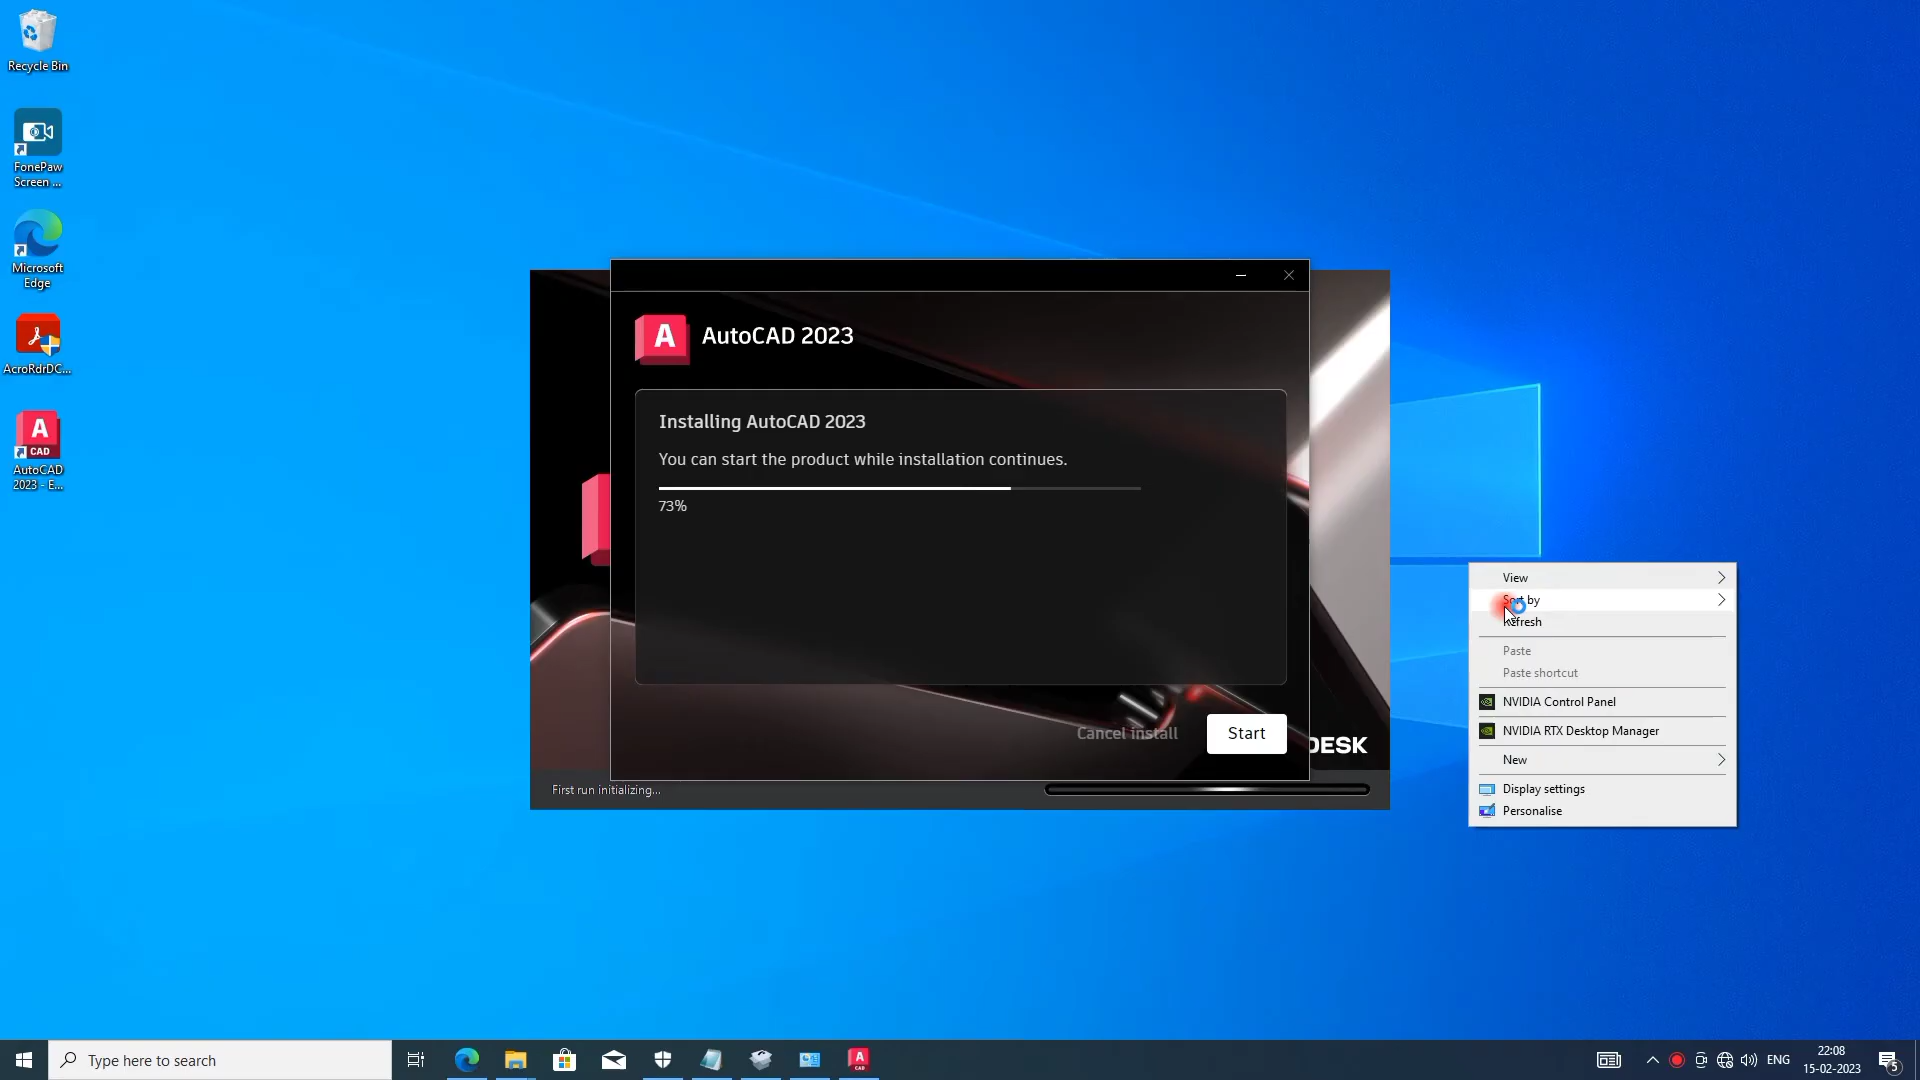 Recycle Bin
FonePaw
Screen ...
Microsoft
Edge
AcroRdrDC...
A
CAD
AutoCAD
2023 - E...
A
AutoCAD 2023
Installing AutoCAD 2023
You can start the product while installation continues.
73%
Cancel install
Start
DESK
First run initializing...
View
Sort by
Refresh
Paste
Paste shortcut
NVIDIA Control Panel
NVIDIA RTX Desktop Manager
New
Display settings
Personalise
Type here to search
A
CAD
ENG
22:08
15-02-2023
5